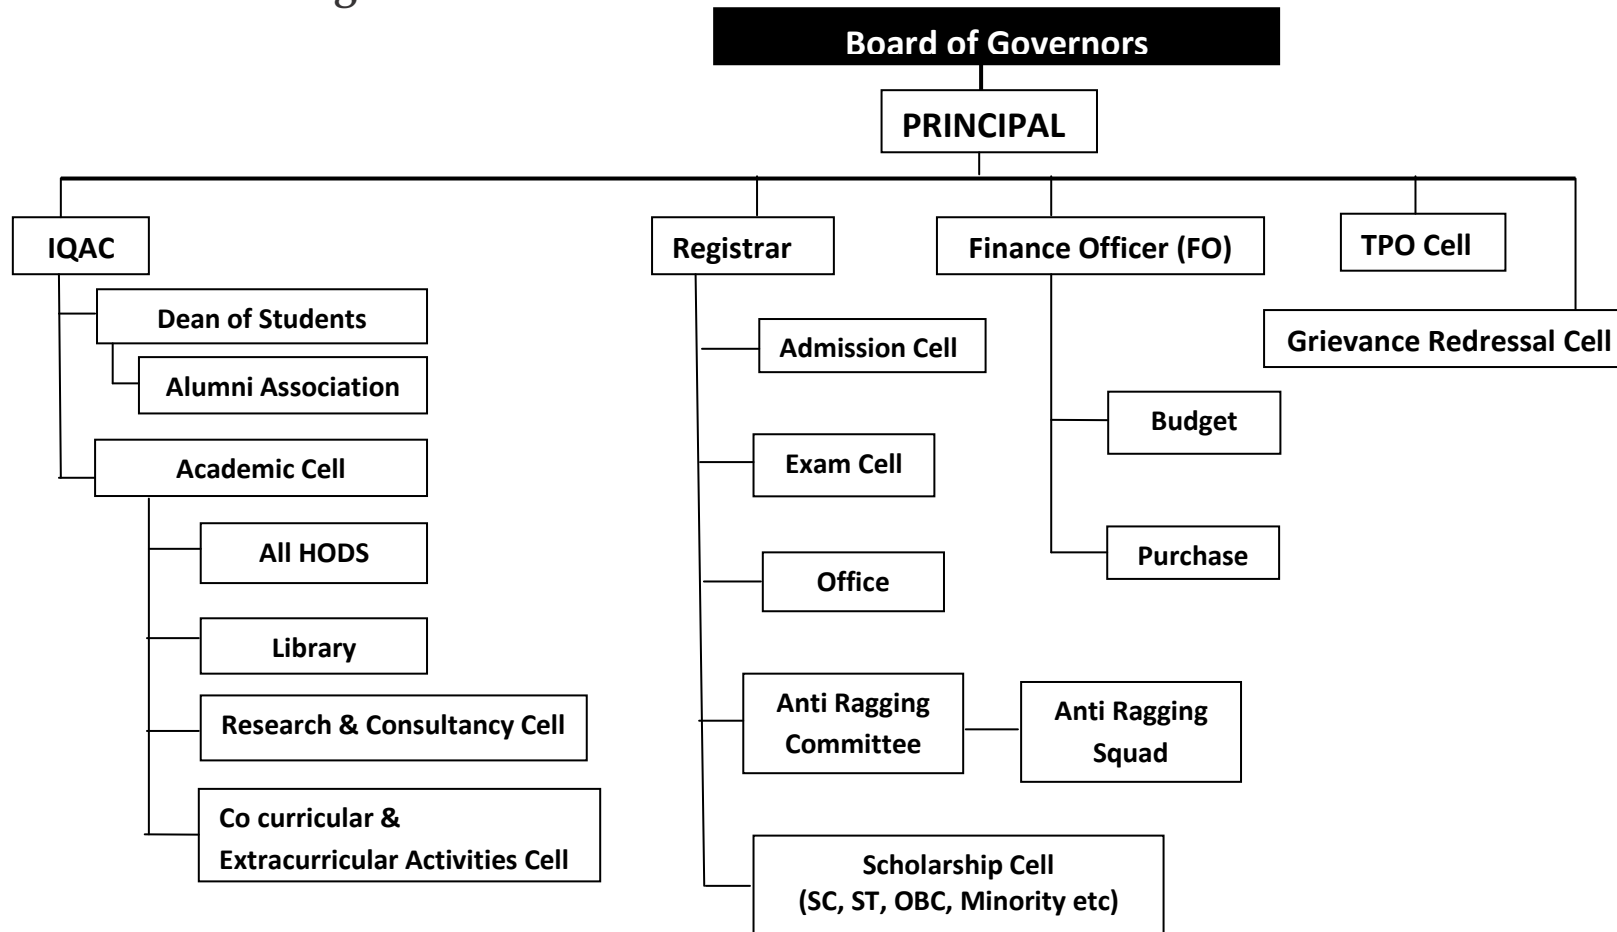 Board of Governors
PRINCIPAL
IQAC
Registrar
Finance Officer (FO)
TPO Cell
Dean of Students
Alumni Association
Academic Cell
All HODS
Library
Research & Consultancy Cell
Co curricular &
Extracurricular Activities Cell
Admission Cell
Exam Cell
Office
Anti Ragging
Committee
Anti Ragging
Squad
Scholarship Cell
(SC, ST, OBC, Minority etc)
Budget
Purchase
Grievance Redressal Cell